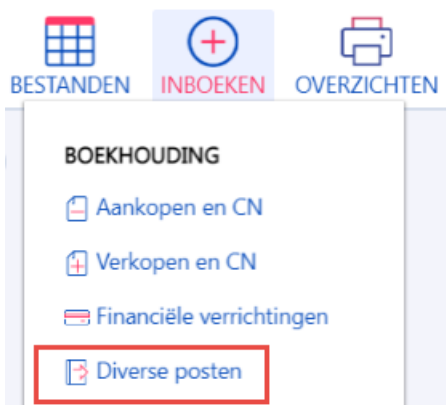 BESTANDEN INBOEKEN OVERZICHTEN
BOEKHOUDING
Aankopen en CN
Verkopen en CN
Financiële verrichtingen
Diverse posten